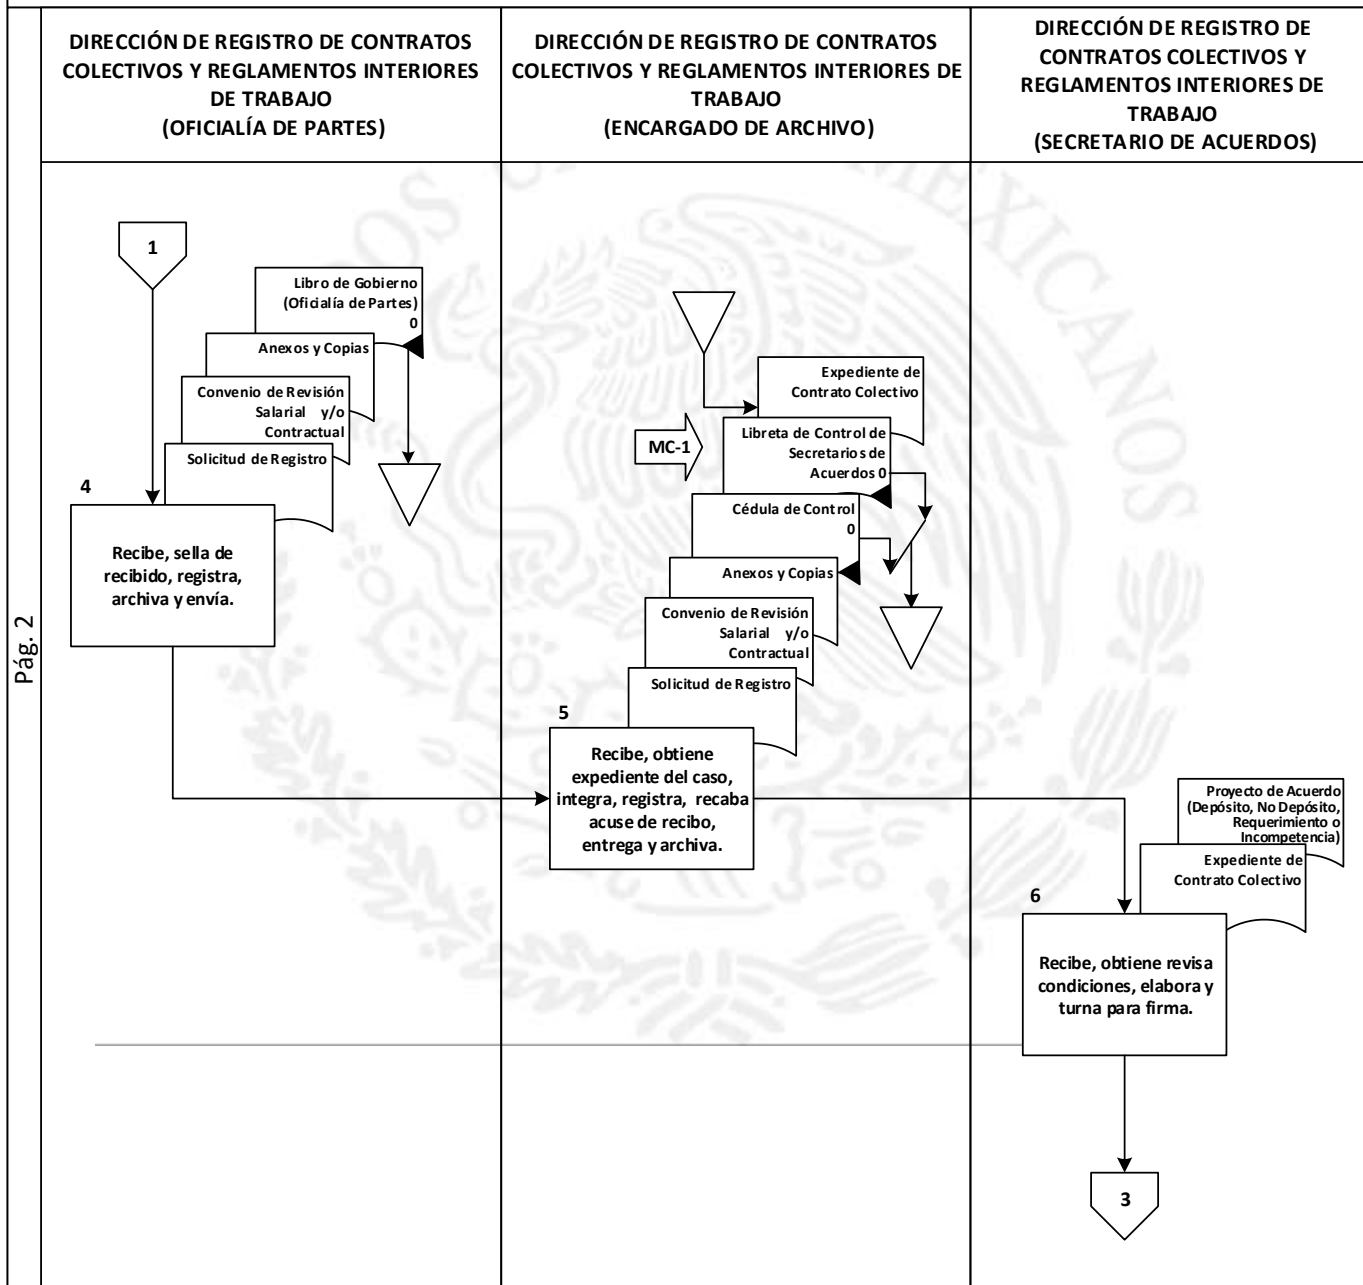 DIRECCIÓN DE REGISTRO DE CONTRATOS
COLECTIVOS Y REGLAMENTOS INTERIORES
DE TRABAJO
(OFICIALÍA DE PARTES)
DIRECCIÓN DE REGISTRO DE CONTRATOS
COLECTIVOS Y REGLAMENTOS INTERIORES DE
TRABAJO
(ENCARGADO DE ARCHIVO)
DIRECCIÓN DE REGISTRO DE
CONTRATOS COLECTIVOS Y
REGLAMENTOS INTERIORES DE
TRABAJO
(SECRETARIO DE ACUERDOS)
Pág. 2
1
Libro de Gobierno
(Oficialía de Partes)
0
Anexos y Copias
Convenio de Revisión
Salarial y/o
Contractual
Solicitud de Registro
4
Recibe, sella de
recibido, registra,
archiva y envía.
Expediente de
Contrato Colectivo
MC-1
Libreta de Control de
Secretarios de
Acuerdos 0
Cédula de Control
0
Anexos y Copias
Convenio de Revisión
Salarial y/o
Contractual
Solicitud de Registro
5
Recibe, obtiene
expediente del caso,
integra, registra, recaba
acuse de recibo,
entrega y archiva.
Proyecto de Acuerdo
(Depósito, No Depósito,
Requerimiento o
Incompetencia)
Expediente de
Contrato Colectivo
6
Recibe, obtiene revisa
condiciones, elabora y
turna para firma.
3
MEXICANOS